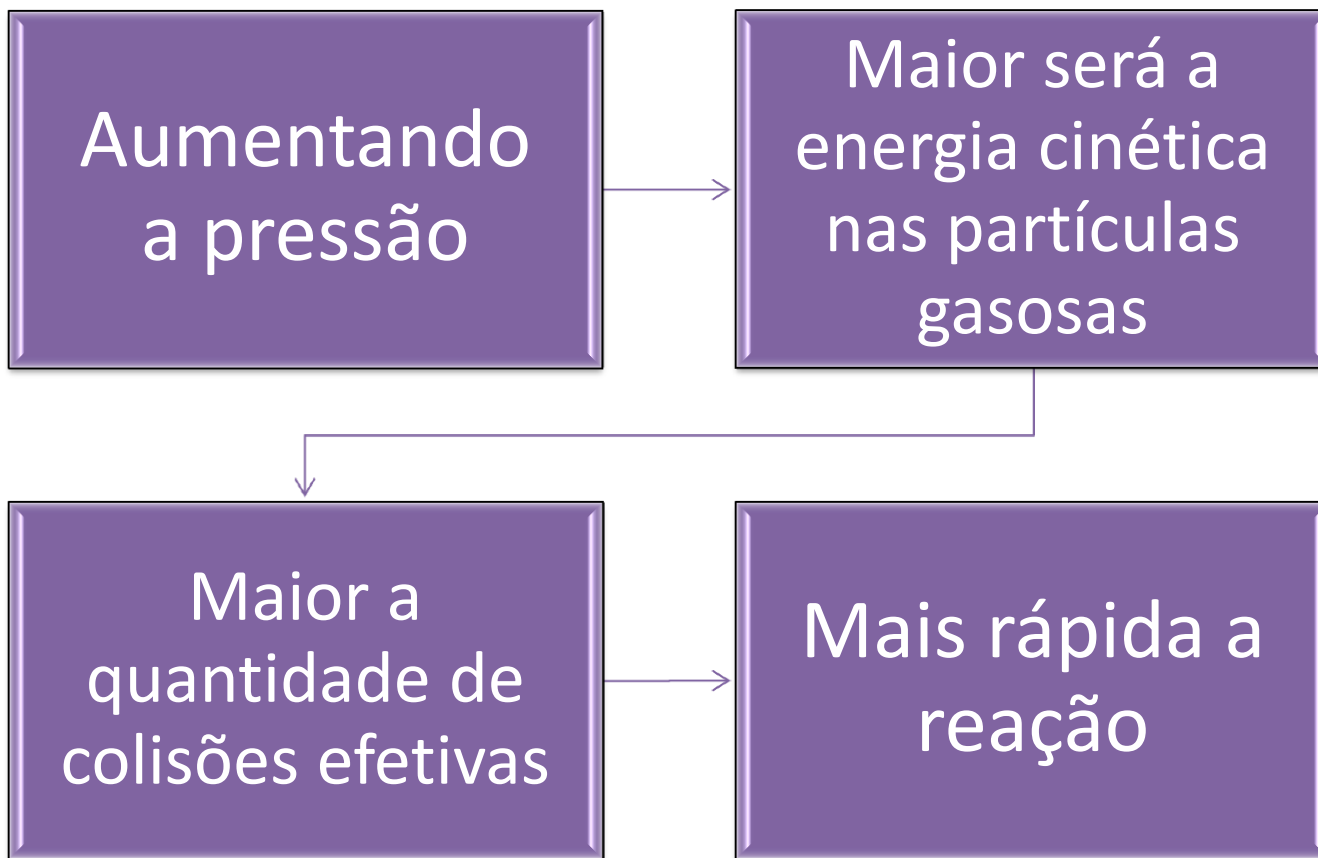 Aumentando
a pressão
Maior será a
energia cinética
nas partículas
gasosas
Maior a
quantidade de
colisões efetivas
Mais rápida a
reação